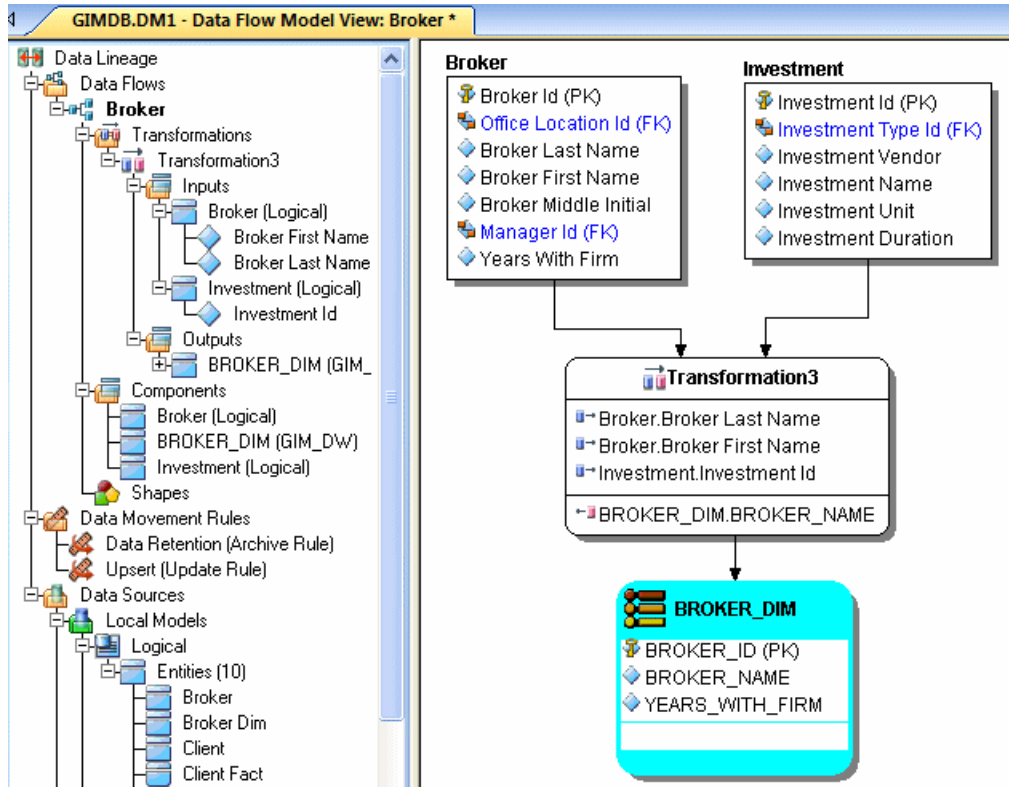 GIMDB.DM1 - Data Flow Model View: Broker *
Data Lineage
Data Flows
Broker
Transformations
Transformation3
Inputs
Broker (Logical)
Broker First Name
Broker Last Name
Investment (Logical)
Investment Id
Outputs
BROKER_DIM (GIM_
Components
Broker (Logical)
BROKER_DIM (GIM_DW)
Investment (Logical)
Shapes
Data Movement Rules
Data Retention (Archive Rule)
Upsert (Update Rule)
Data Sources
Local Models
Logical
Entities (10)
Broker
Broker Dim
Client
Client Fact
Broker
Broker Id (PK)
Office Location Id (FK)
Broker Last Name
Broker First Name
Broker Middle Initial
Manager Id (FK)
Years With Firm
Investment
Investment Id (PK)
Investment Type Id (FK)
Investment Vendor
Investment Name
Investment Unit
Investment Duration
Transformation3
Broker.Broker Last Name
Broker.Broker First Name
Investment.Investment Id
BROKER_DIM.BROKER_NAME
BROKER_DIM
BROKER_ID (PK)
BROKER_NAME
YEARS_WITH_FIRM